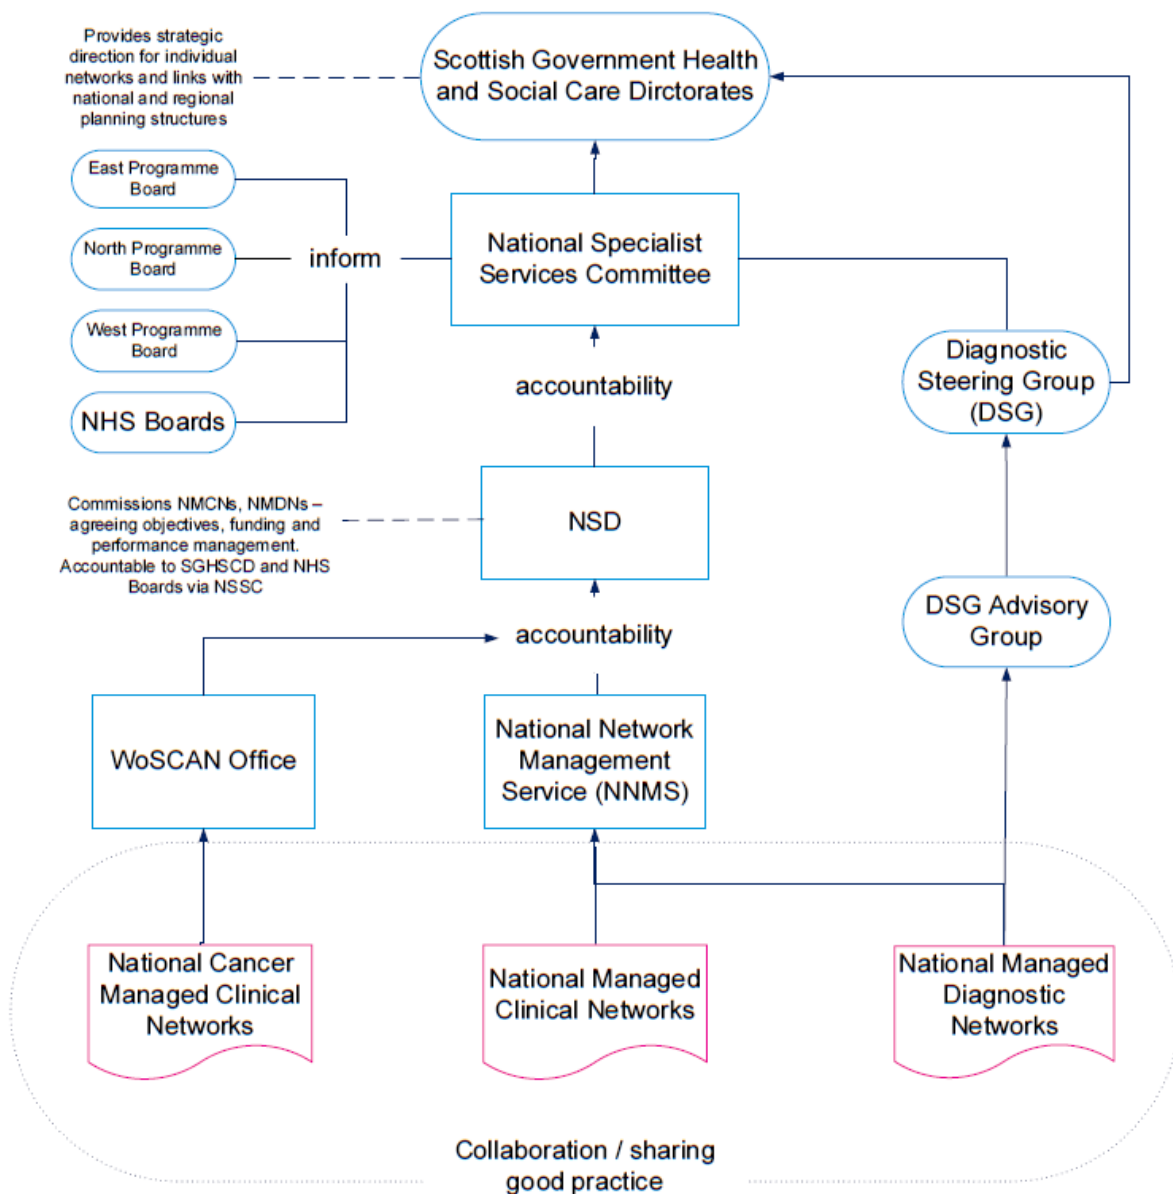 Provides strategic
direction for individual
networks and links with
national and regional
planning structures
Scottish Government Health
and Social Care Dirctorates
East Programme
Board
North Programme
Board
West Programme
Board
NHS Boards
inform
National Specialist
Services Committee
Diagnostic
Steering Group
(DSG)
accountability
Commissions NMCNs, NMDNs –
agreeing objectives, funding and
performance management.
Accountable to SGHSCD and NHS
Boards via NSSC
NSD
DSG Advisory
Group
accountability
WoSCAN Office
National Network
Management
Service (NNMS)
National Cancer
Managed Clinical
Networks
National Managed
Clinical Networks
National Managed
Diagnostic
Networks
Collaboration / sharing
good practice